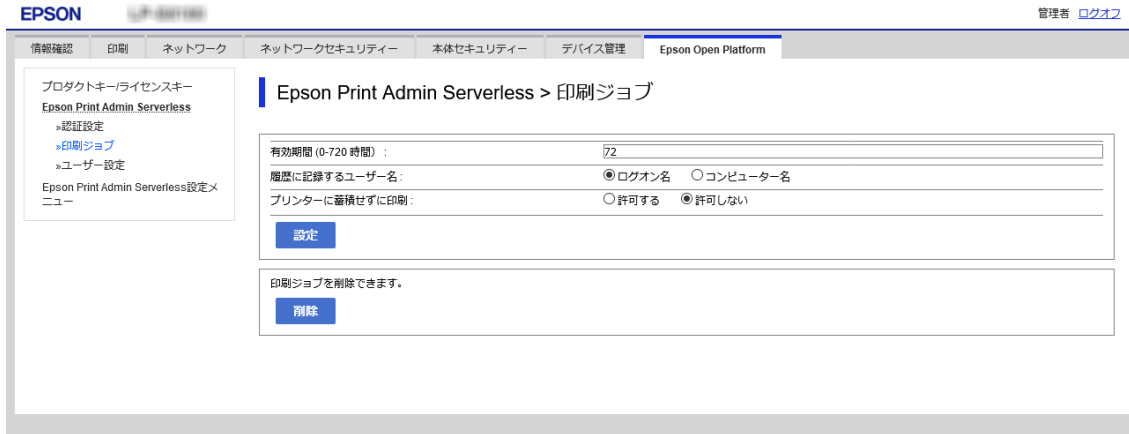 EPSON
管理者 ログオフ
情報確認 印刷 ネットワーク ネットワークセキュリティー 本体セキュリティー デバイス管理 Epson Open Platform
プロダクトキー/ライセンスキー
Epson Print Admin Serverless
»認証設定
»印刷ジョブ
»ユーザー設定
Epson Print Admin Serverless設定メ
ニュー
Epson Print Admin Serverless > 印刷ジョブ
有効期間 (0-720 時間) : 72
履歴に記録するユーザー名 : ログオン名 コンピューター名
プリンターに蓄積せずに印刷 : 許可する 許可しない
設定
印刷ジョブを削除できます。
削除